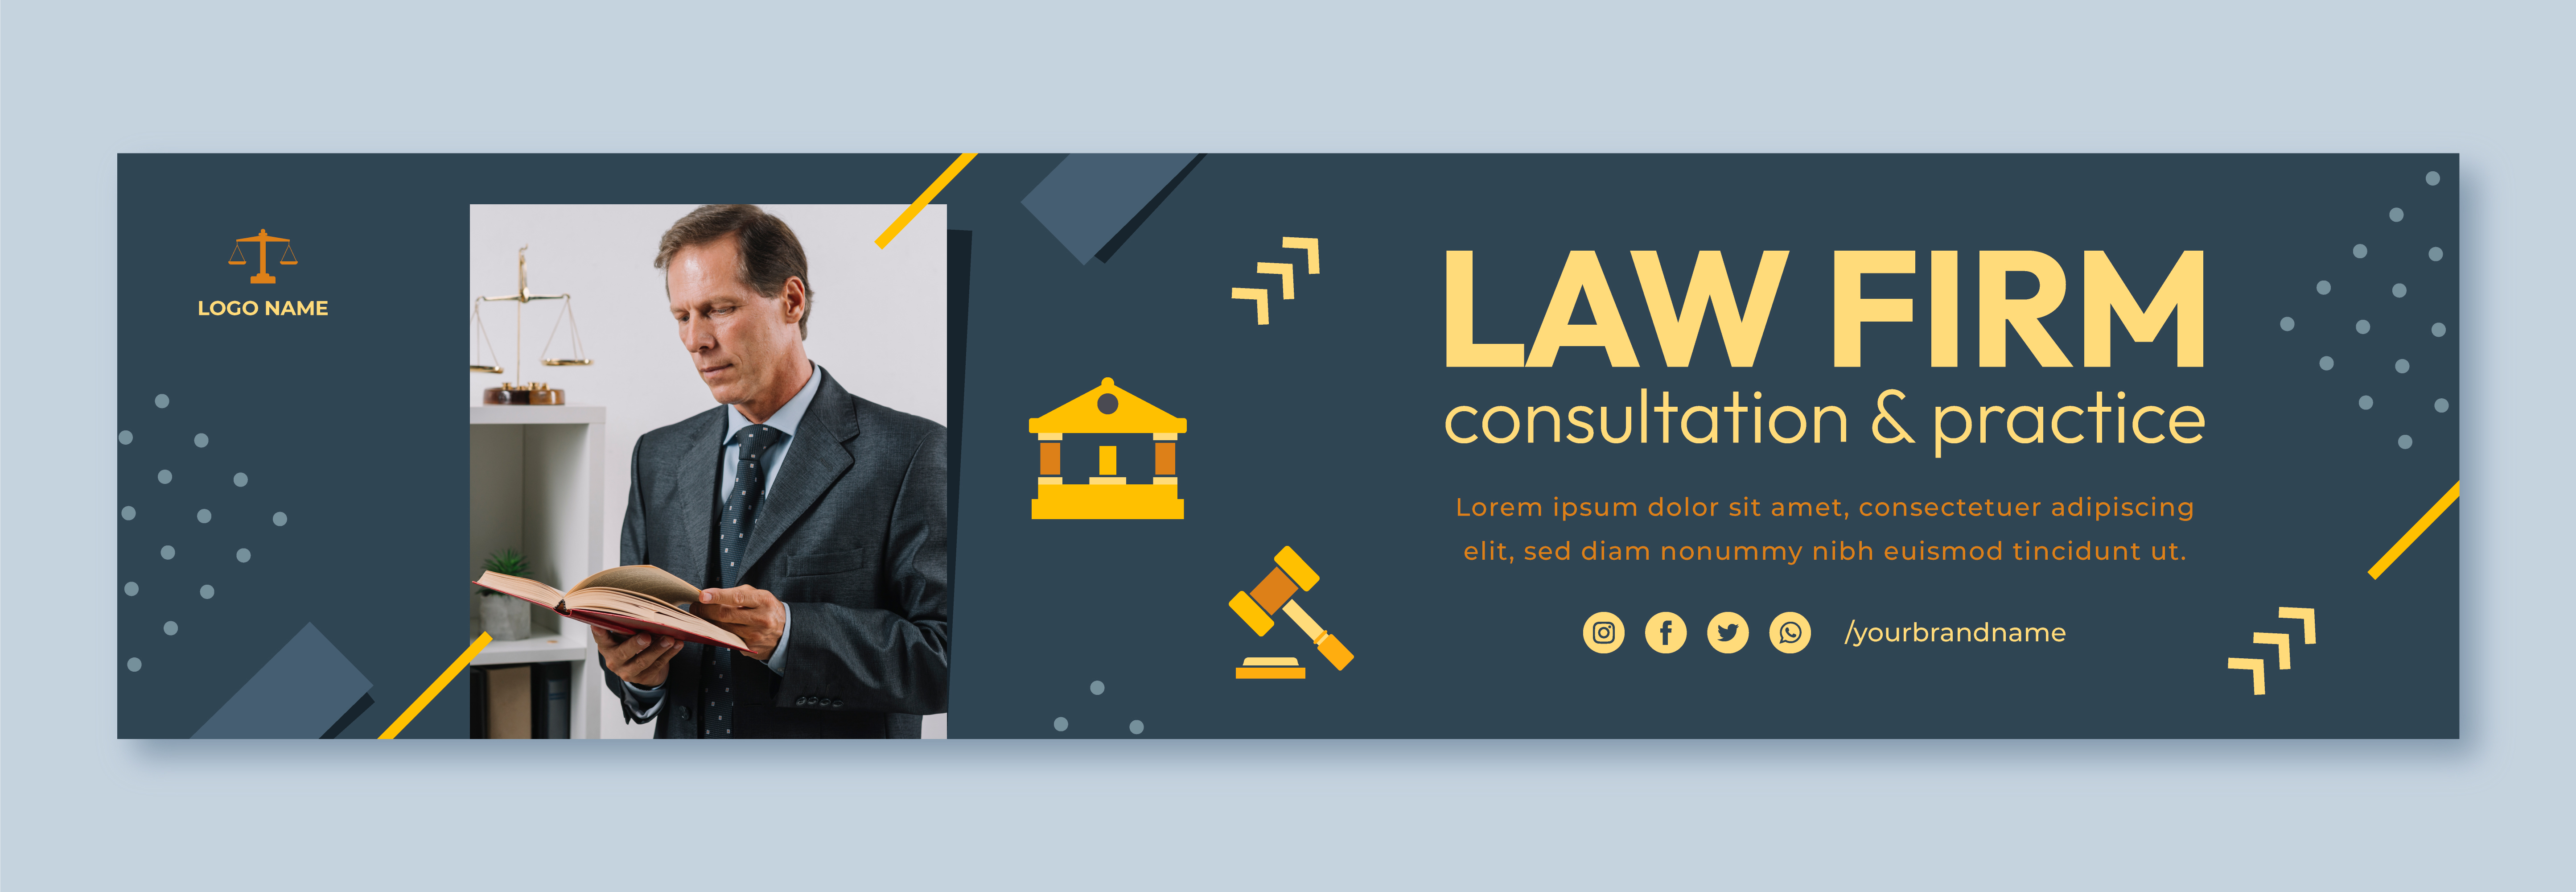 LOGO NAME
LAW FIRM
consultation & practice
Lorem ipsum dolor sit amet, consectetuer adipiscing
elit, sed diam nonummy nibh euismod tincidunt ut.
/yourbrandname